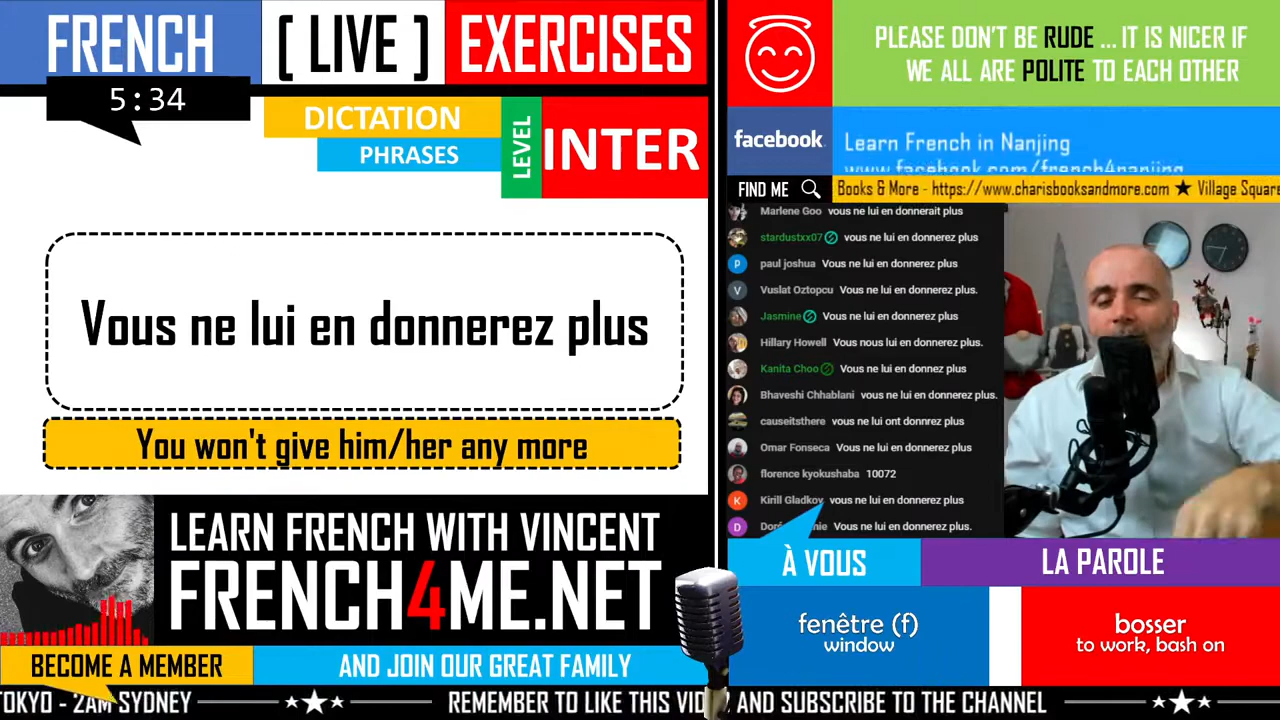 FRENCH
[ LIVE ]
EXERCISES
5:34
DICTATION
PHRASES
LEVEL
INTER
Vous ne lui en donnerez plus
You won't give him/her any more
LEARN FRENCH WITH VINCENT
FRENCH4ME.NET
BECOME A MEMBER
AND JOIN OUR GREAT FAMILY
TOKYO - 2AM SYDNEY
REMEMBER TO LIKE THIS AND SUBSCRIBE TO THE CHANNEL
PLEASE DON'T BE RUDE ... IT IS NICER IF
WE ALL ARE POLITE TO EACH OTHER
facebook
Learn French in Nanjing
www.facebook.com/french4nanjing
FIND ME
Books & More - https://www.charisbooksandmore.com ★ Village Square
Marlene Goo vous ne lui en donnerait plus
stardustxx07 vous ne lui en donnerez plus
paul joshua Vous ne lui en donnerez plus
Vuslat Oztopcu Vous ne lui en donnerez plus.
Jasmine Vous ne lui en donnerez plus
Hillary Howell Vous nous lui en donnerez plus.
Kanita Choo Vous ne lui en donnez plus
Bhaveshi Chhablani vous ne lui en donnerez plus.
causeitsthere vous lui ont donnrez plus
Omar Fonseca Vous ne lui en donnerez plus
florence kyokushaba 10072
Kirill Gladkov vous ne lui en donnerez plus
Vous ne lui en donnerez plus.
À VOUS
LA PAROLE
fenêtre (f)
window
bosser
to work, bash on